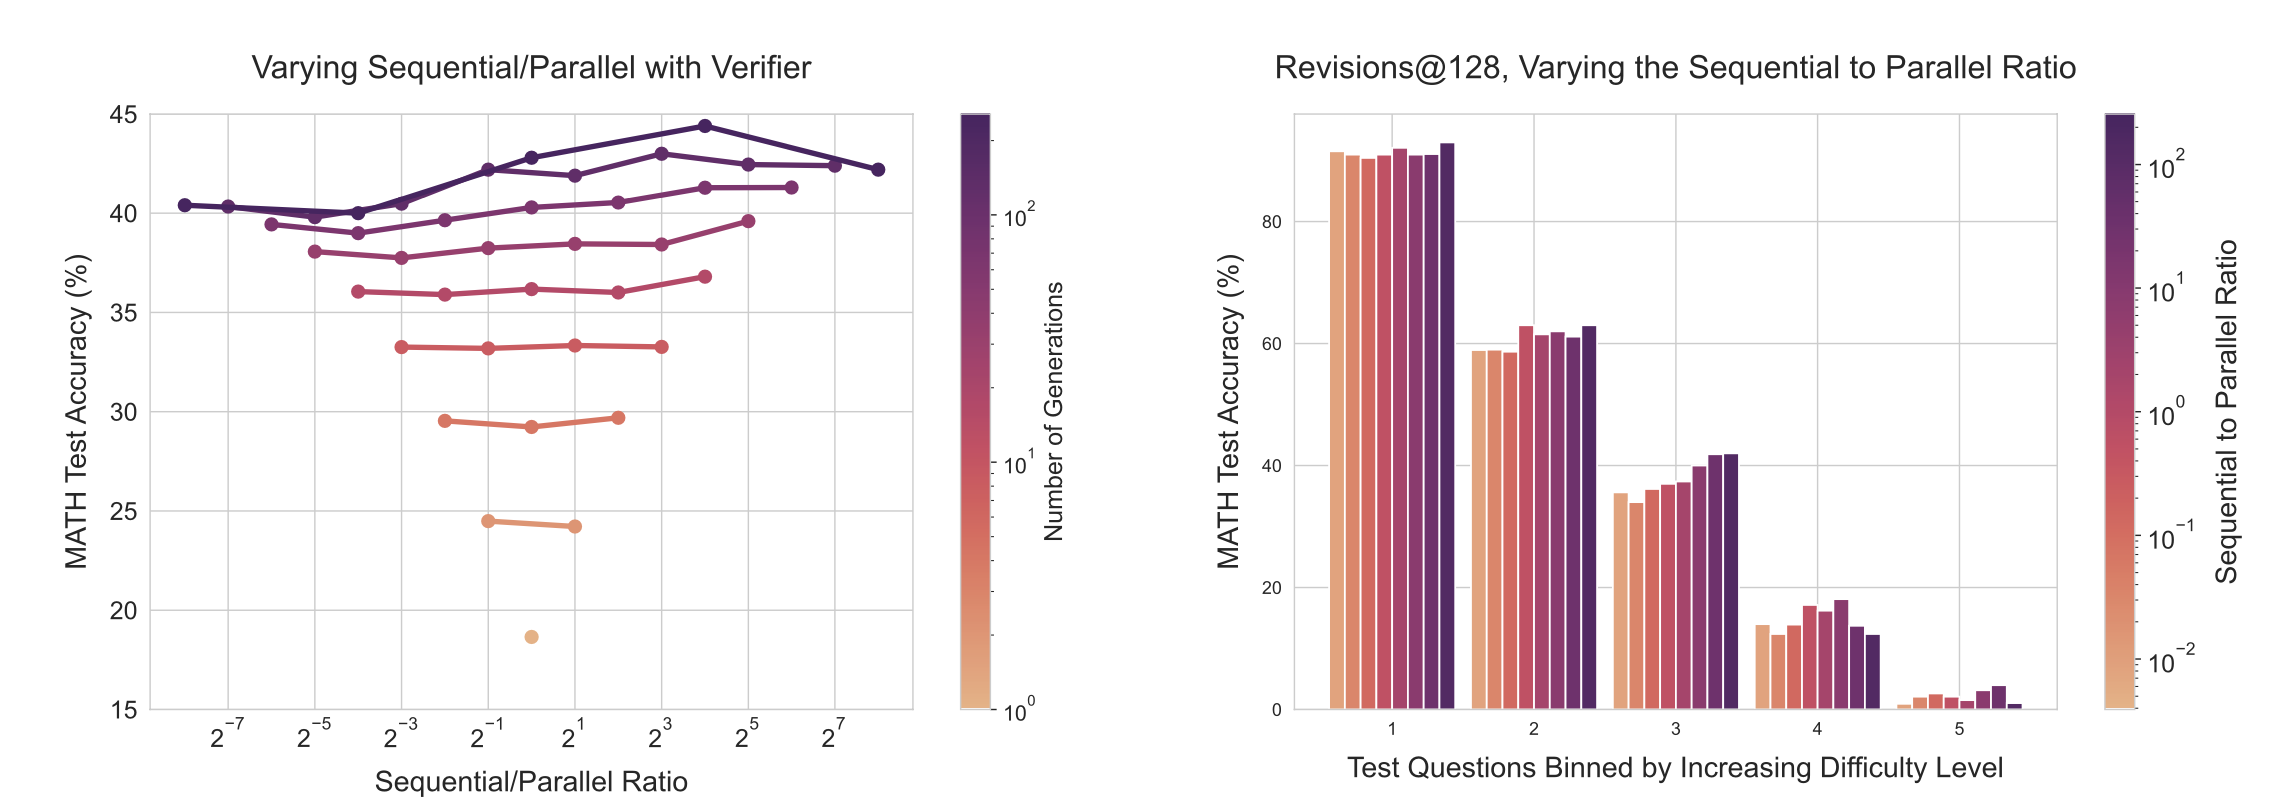 Varying Sequential/Parallel with Verifier
45
40
35
30
25
20
15
2^−7 2^−5 2^−3 2^−1 2^1 2^3 2^5 2^7
Sequential/Parallel Ratio
MATH Test Accuracy (%)
10^2
10^1
10^0
Number of Generations
Revisions@128, Varying the Sequential to Parallel Ratio
80
60
40
20
0
1 2 3 4 5
Test Questions Binned by Increasing Difficulty Level
MATH Test Accuracy (%)
10^2
10^1
10^0
10^−1
10^−2
Sequential to Parallel Ratio